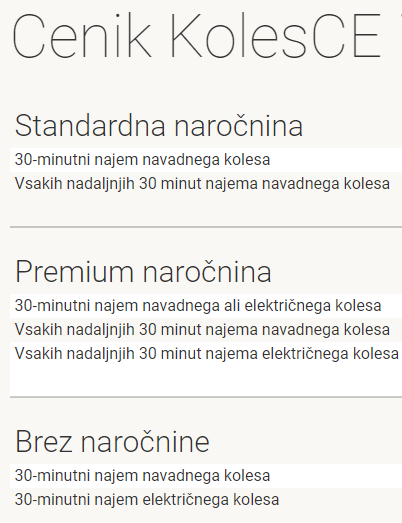 Cenik KolesCE
Standardna naročnina
30-minutni najem navadnega kolesa
Vsakih nadaljnjih 30 minut najema navadnega kolesa
Premium naročnina
30-minutni najem navadnega ali električnega kolesa
Vsakih nadaljnjih 30 minut najema navadnega kolesa
Vsakih nadaljnjih 30 minut najema električnega kolesa
Brez naročnine
30-minutni najem navadnega kolesa
30-minutni najem električnega kolesa